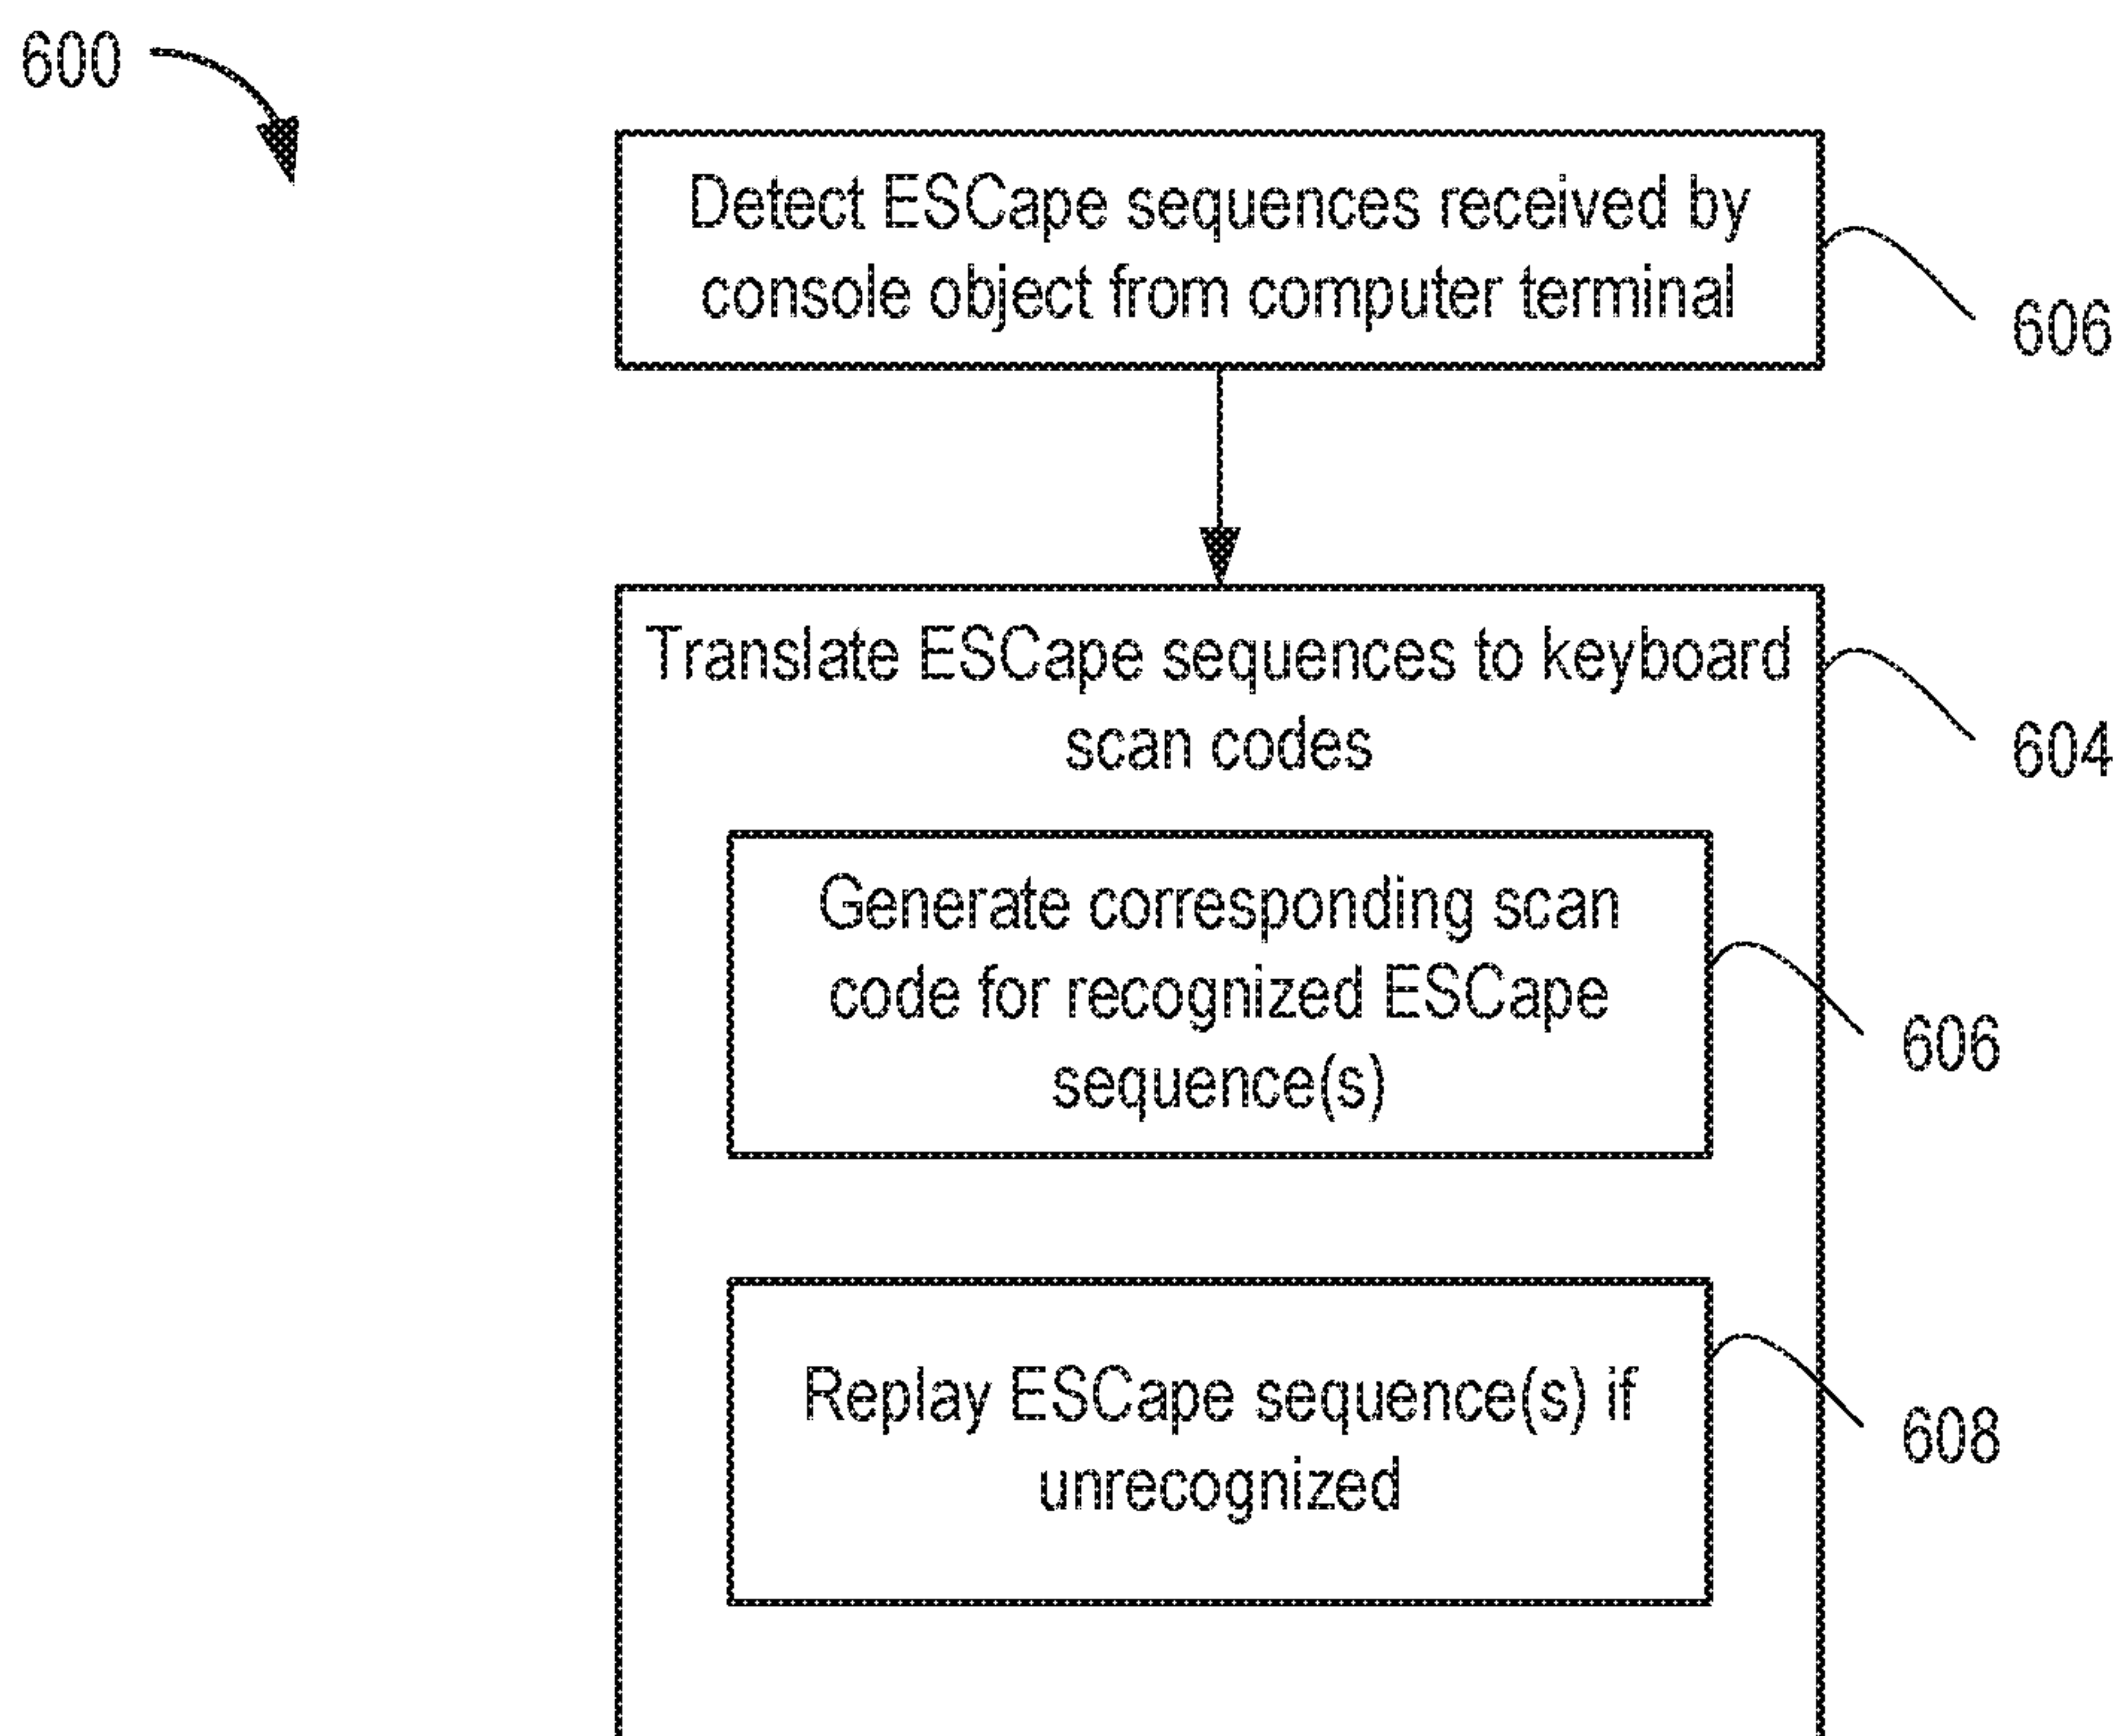 600
Detect ESCape sequences received by
console object from computer terminal
606
Translate ESCape sequences to keyboard
scan codes
604
Generate corresponding scan
code for recognized ESCape
sequence(s)
606
Replay ESCape sequence(s) if
unrecognized
608